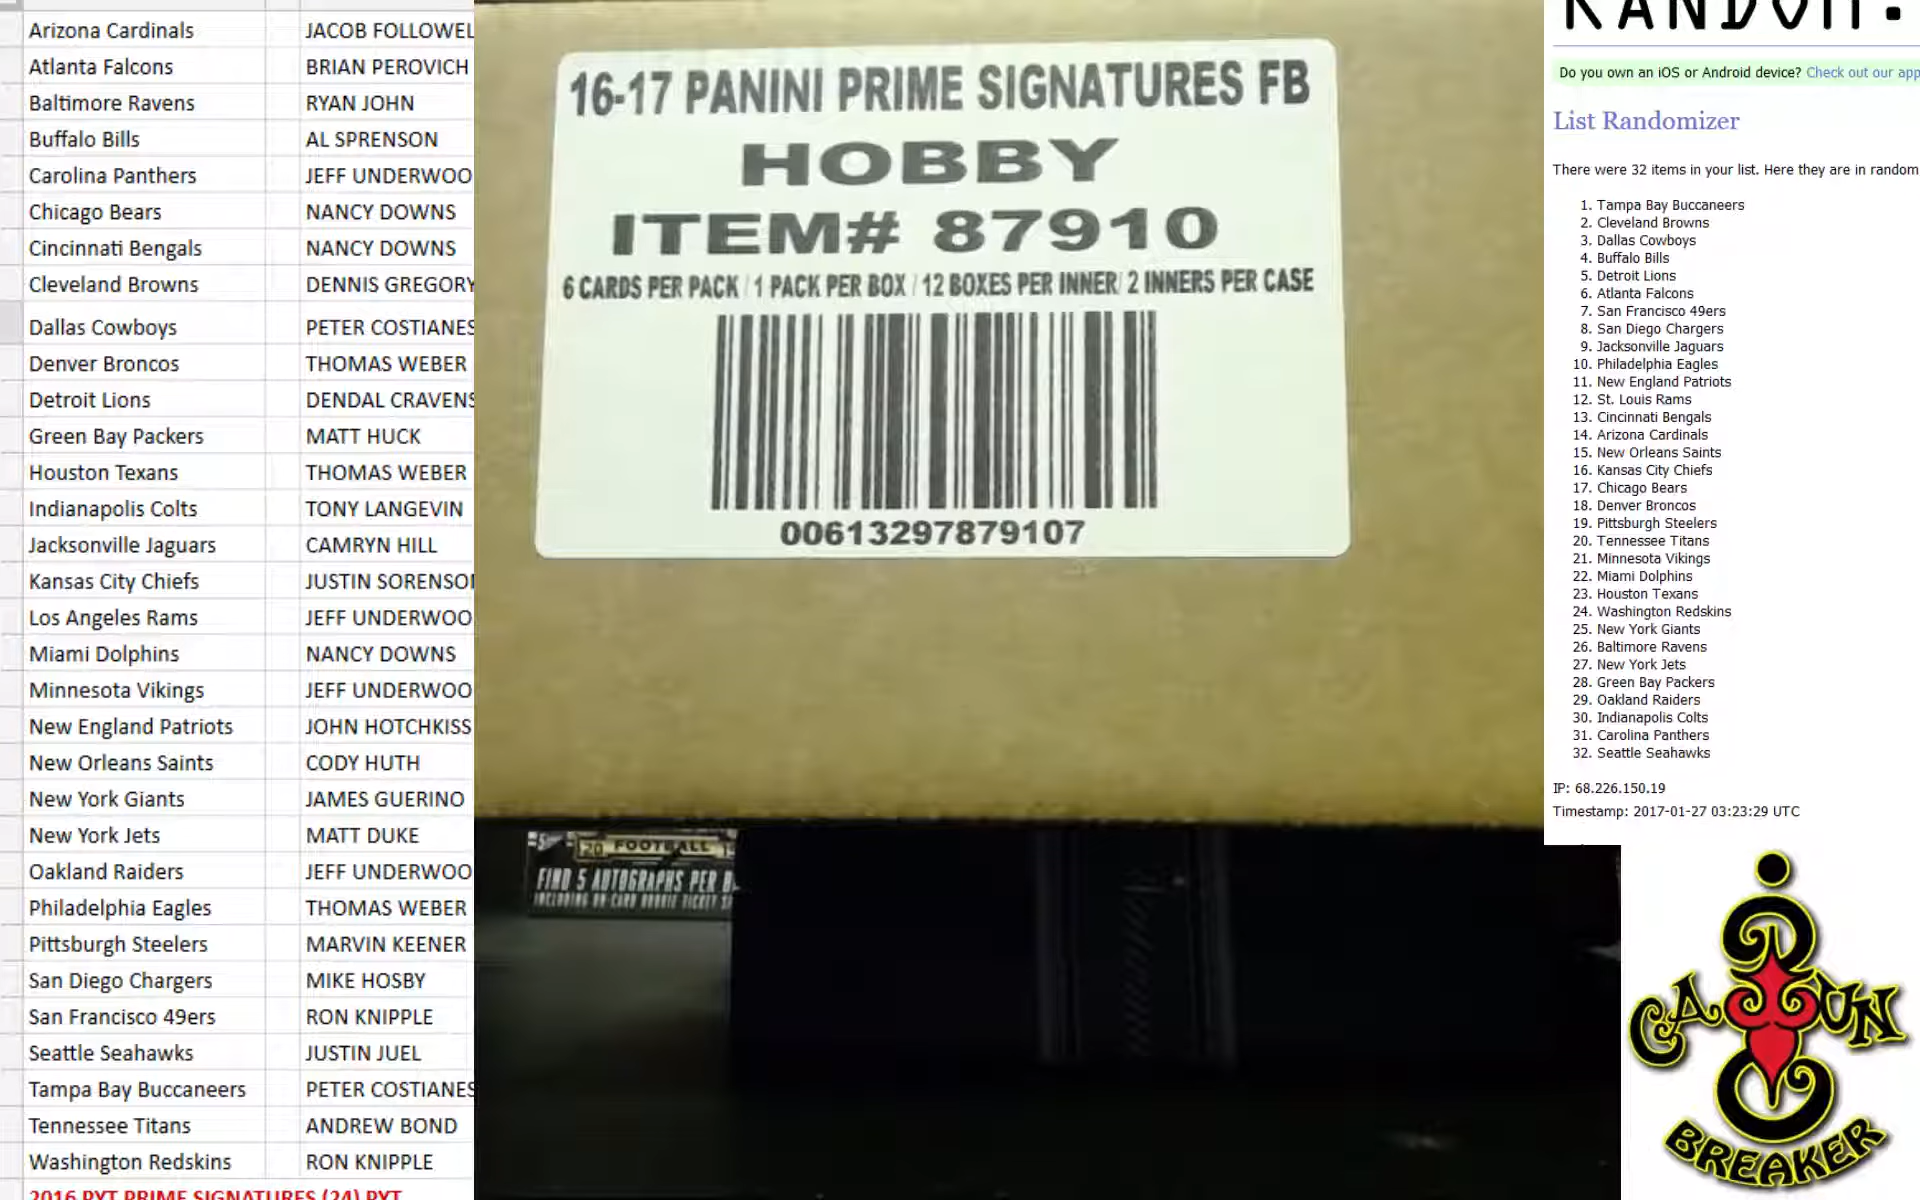 Arizona Cardinals JACOB FOLLOWEL
Atlanta Falcons BRIAN PEROVICH
Baltimore Ravens RYAN JOHN
Buffalo Bills AL SPRENSON
Carolina Panthers JEFF UNDERWOO
Chicago Bears NANCY DOWNS
Cincinnati Bengals NANCY DOWNS
Cleveland Browns DENNIS GREGORY
Dallas Cowboys PETER COSTIANES
Denver Broncos THOMAS WEBER
Detroit Lions DENDAL CRAVENS
Green Bay Packers MATT HUCK
Houston Texans THOMAS WEBER
Indianapolis Colts TONY LANGEVIN
Jacksonville Jaguars CAMRYN HILL
Kansas City Chiefs JUSTIN SORENSON
Los Angeles Rams JEFF UNDERWOO
Miami Dolphins NANCY DOWNS
Minnesota Vikings JEFF UNDERWOO
New England Patriots JOHN HOTCHKISS
New Orleans Saints CODY HUTH
New York Giants JAMES GUERINO
New York Jets MATT DUKE
Oakland Raiders JEFF UNDERWOO
Philadelphia Eagles THOMAS WEBER
Pittsburgh Steelers MARVIN KEENER
San Diego Chargers MIKE HOSBY
San Francisco 49ers RON KNIPPLE
Seattle Seahawks JUSTIN JUEL
Tampa Bay Buccaneers PETER COSTIANES
Tennessee Titans ANDREW BOND
Washington Redskins RON KNIPPLE
2016 PYT PRIME SIGNATURES (24) PYT
16-17 PANINI PRIME SIGNATURES FB
HOBBY
ITEM# 87910
6 CARDS PER PACK / 1 PACK PER BOX / 12 BOXES PER INNER / 2 INNERS PER CASE
00613297879107
20 FOOTBALL
FIND 5 AUTOGRAPHS PER B
INCLUDING ON-CARD ROOKIE TICKET
RANDOM.
Do you own an iOS or Android device? Check out our app
List Randomizer
There were 32 items in your list. Here they are in random
1. Tampa Bay Buccaneers
2. Cleveland Browns
3. Dallas Cowboys
4. Buffalo Bills
5. Detroit Lions
6. Atlanta Falcons
7. San Francisco 49ers
8. San Diego Chargers
9. Jacksonville Jaguars
10. Philadelphia Eagles
11. New England Patriots
12. St. Louis Rams
13. Cincinnati Bengals
14. Arizona Cardinals
15. New Orleans Saints
16. Kansas City Chiefs
17. Chicago Bears
18. Denver Broncos
19. Pittsburgh Steelers
20. Tennessee Titans
21. Minnesota Vikings
22. Miami Dolphins
23. Houston Texans
24. Washington Redskins
25. New York Giants
26. Baltimore Ravens
27. New York Jets
28. Green Bay Packers
29. Oakland Raiders
30. Indianapolis Colts
31. Carolina Panthers
32. Seattle Seahawks
IP: 68.226.150.19
Timestamp: 2017-01-27 03:23:29 UTC
CAJUN
BREAKER